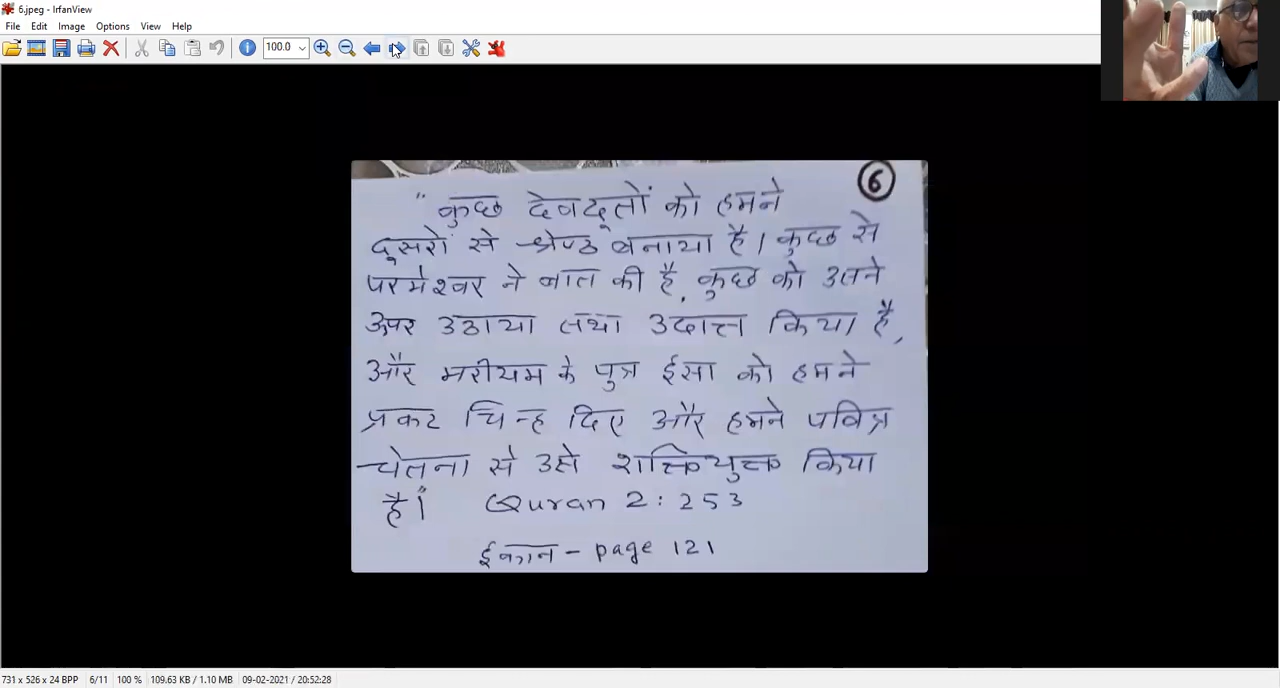 6.jpeg - IrfanView
File Edit Image Options View Help
100.0
6
"कुछ देवदूतों को हमने
दूसरों से श्रेष्ठ बनाया है। कुछ से
परमेश्वर ने बात की है, कुछ को उसने
ऊपर उठाया तथा उदात्त किया है,
और मरीयम के पुत्र ईसा को हमने
प्रकट चिन्ह दिए और हमने पवित्र
चेतना से उसे शक्तियुक्त किया
है।" Quran 2:253
ईकान - page 121
731 x 526 x 24 BPP 6/11 100 % 109.63 KB / 1.10 MB 09-02-2021 / 20:52:28